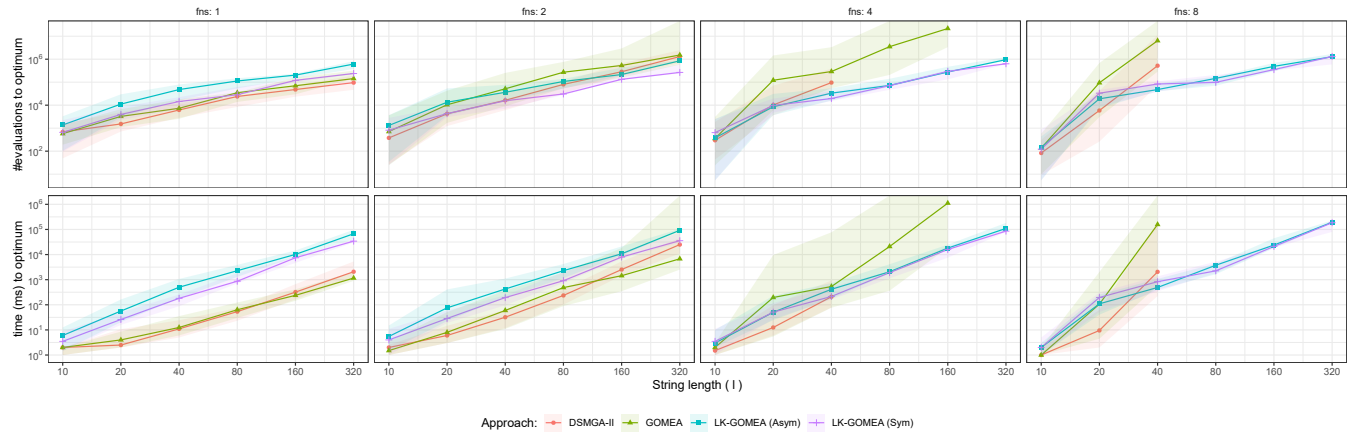 fns: 1
fns: 2
fns: 4
fns: 8
#evaluations to optimum
10^6
10^4
10^2
time (ms) to optimum
10^6
10^5
10^4
10^3
10^2
10^1
10^0
10 20 40 80 160 320
10 20 40 80 160 320
10 20 40 80 160 320
10 20 40 80 160 320
String length ( l )
Approach: DSMGA-II GOMEA LK-GOMEA (Asym) LK-GOMEA (Sym)